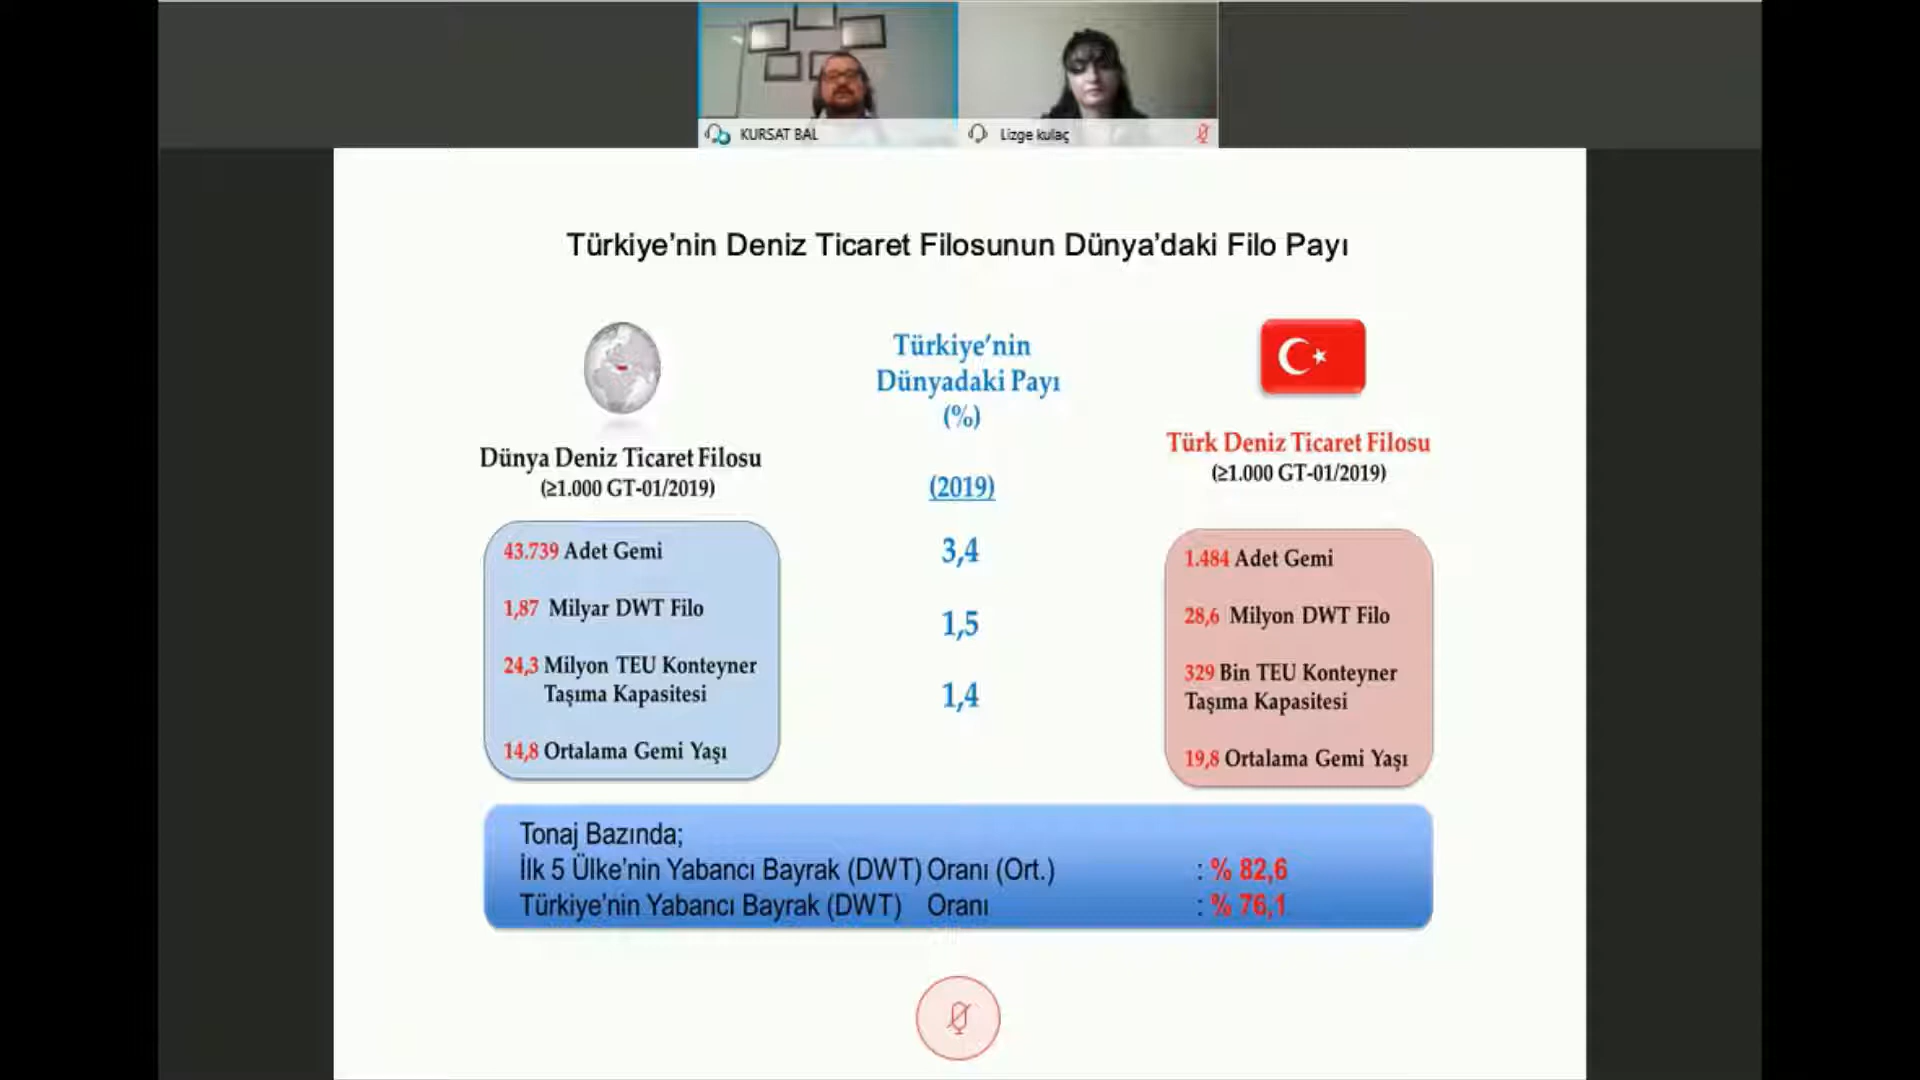 KURSAT BAL
Lizge kulaç
Türkiye'nin Deniz Ticaret Filosunun Dünya'daki Filo Payı
Türkiye'nin
Dünyadaki Payı
(%)
(2019)
3,4
1,5
1,4
Dünya Deniz Ticaret Filosu
(≥1.000 GT-01/2019)
43.739 Adet Gemi
1,87 Milyar DWT Filo
24,3 Milyon TEU Konteyner
Taşıma Kapasitesi
14,8 Ortalama Gemi Yaşı
Türk Deniz Ticaret Filosu
(≥1.000 GT-01/2019)
1.484 Adet Gemi
28,6 Milyon DWT Filo
329 Bin TEU Konteyner
Taşıma Kapasitesi
19,8 Ortalama Gemi Yaşı
Tonaj Bazında;
İlk 5 Ülke'nin Yabancı Bayrak (DWT) Oranı (Ort.) : % 82,6
Türkiye'nin Yabancı Bayrak (DWT) Oranı : % 76,1